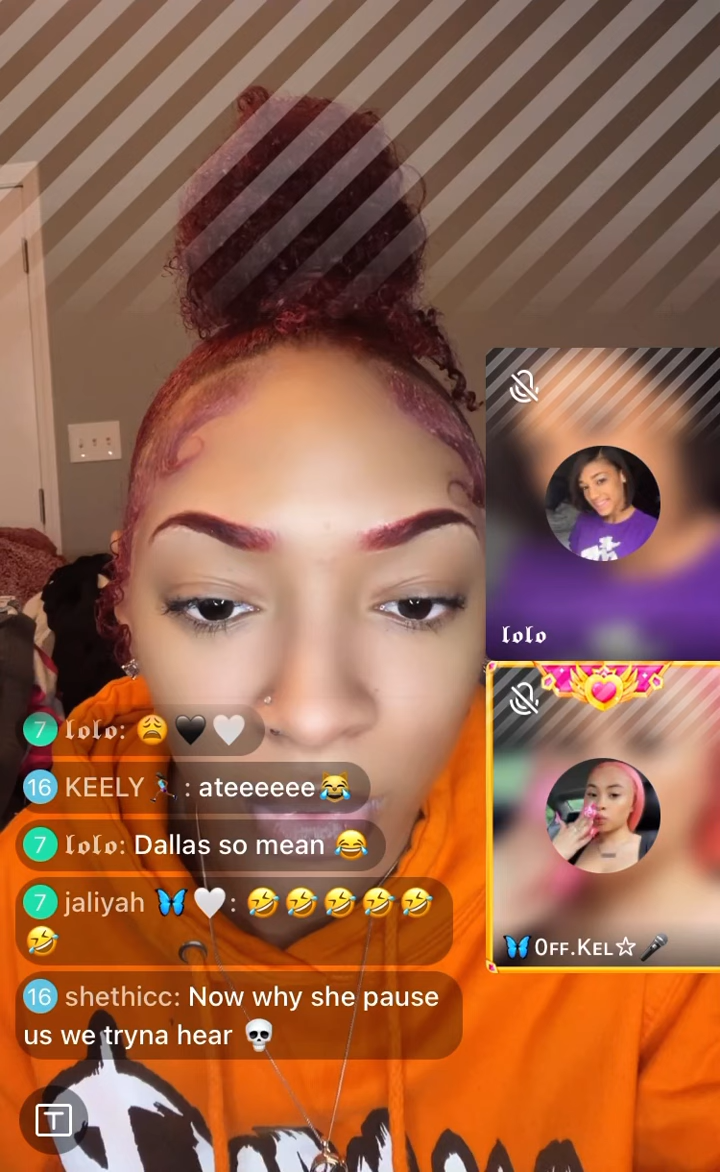 lolo
7 lolo: 😩🖤🤍
16 KEELY : ateeeeee😹
7 lolo: Dallas so mean 😂
7 jaliyah 🦋🤍: 🤣🤣🤣🤣🤣
🤣
🦋 0FF.KEL☆ 🎤
16 shethicc: Now why she pause
us we tryna hear 💀
T